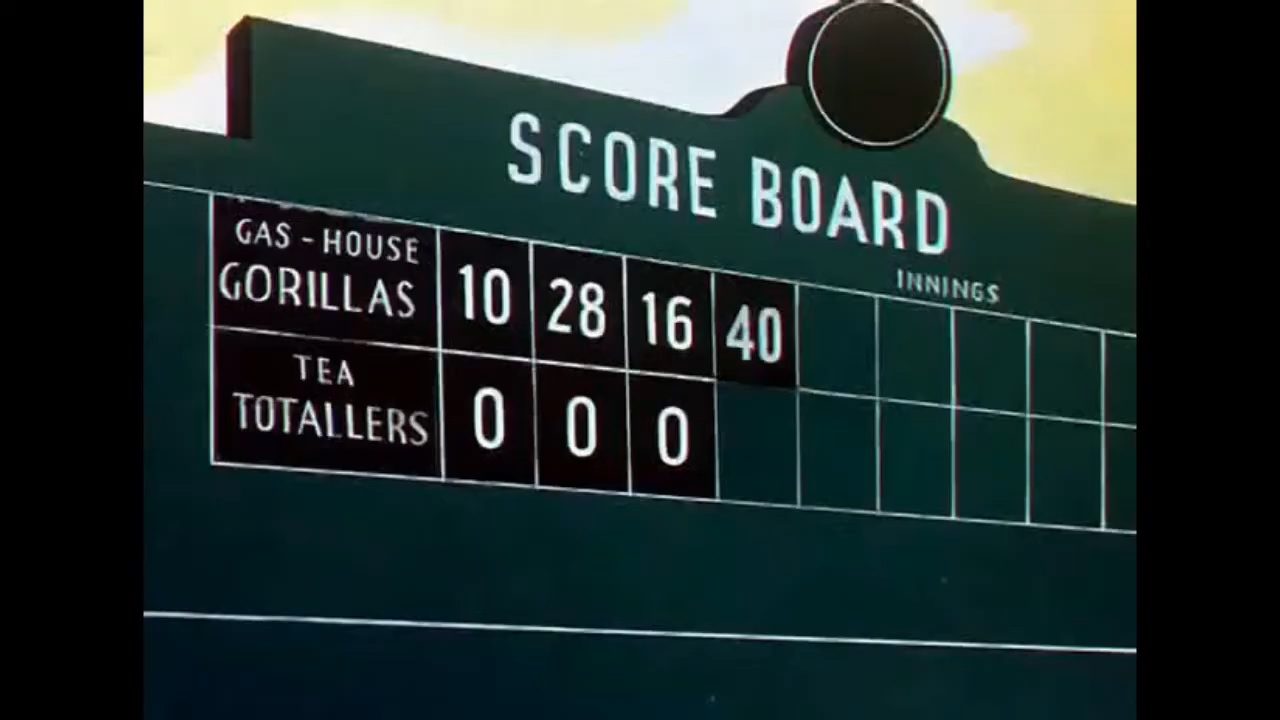 SCORE BOARD
INNINGS
GAS - HOUSE
GORILLAS 10 28 16 40
TEA
TOTALLERS 0 0 0